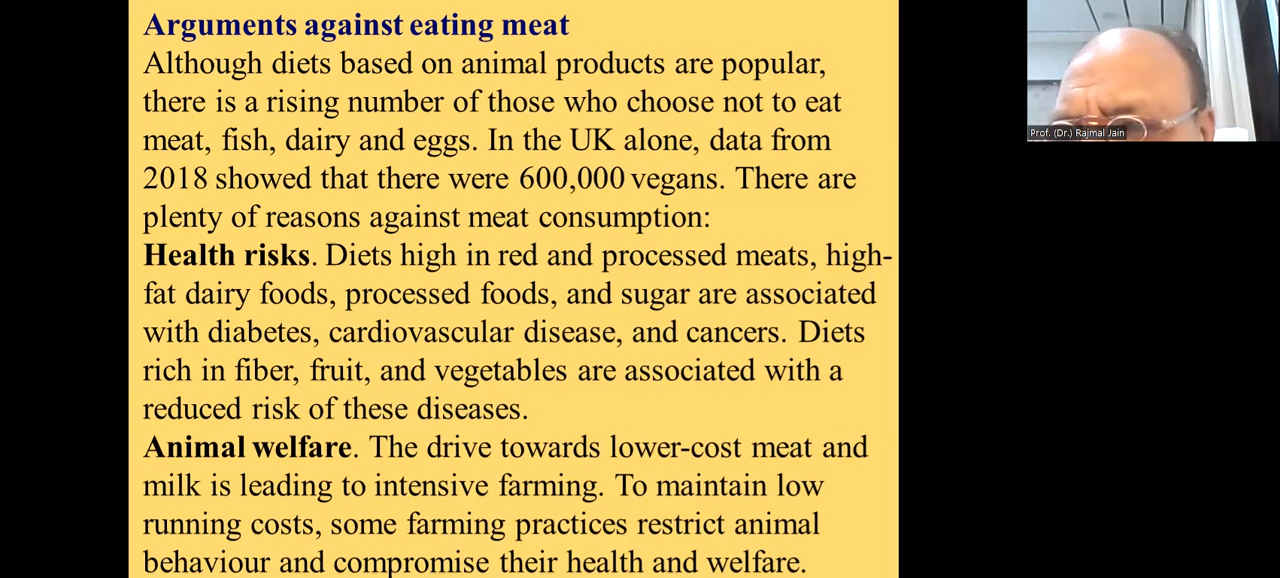 Arguments against eating meat
Although diets based on animal products are popular,
there is a rising number of those who choose not to eat
meat, fish, dairy and eggs. In the UK alone, data from
2018 showed that there were 600,000 vegans. There are
plenty of reasons against meat consumption:
Health risks. Diets high in red and processed meats, high-
fat dairy foods, processed foods, and sugar are associated
with diabetes, cardiovascular disease, and cancers. Diets
rich in fiber, fruit, and vegetables are associated with a
reduced risk of these diseases.
Animal welfare. The drive towards lower-cost meat and
milk is leading to intensive farming. To maintain low
running costs, some farming practices restrict animal
behaviour and compromise their health and welfare.
Prof. (Dr.) Rajmal Jain